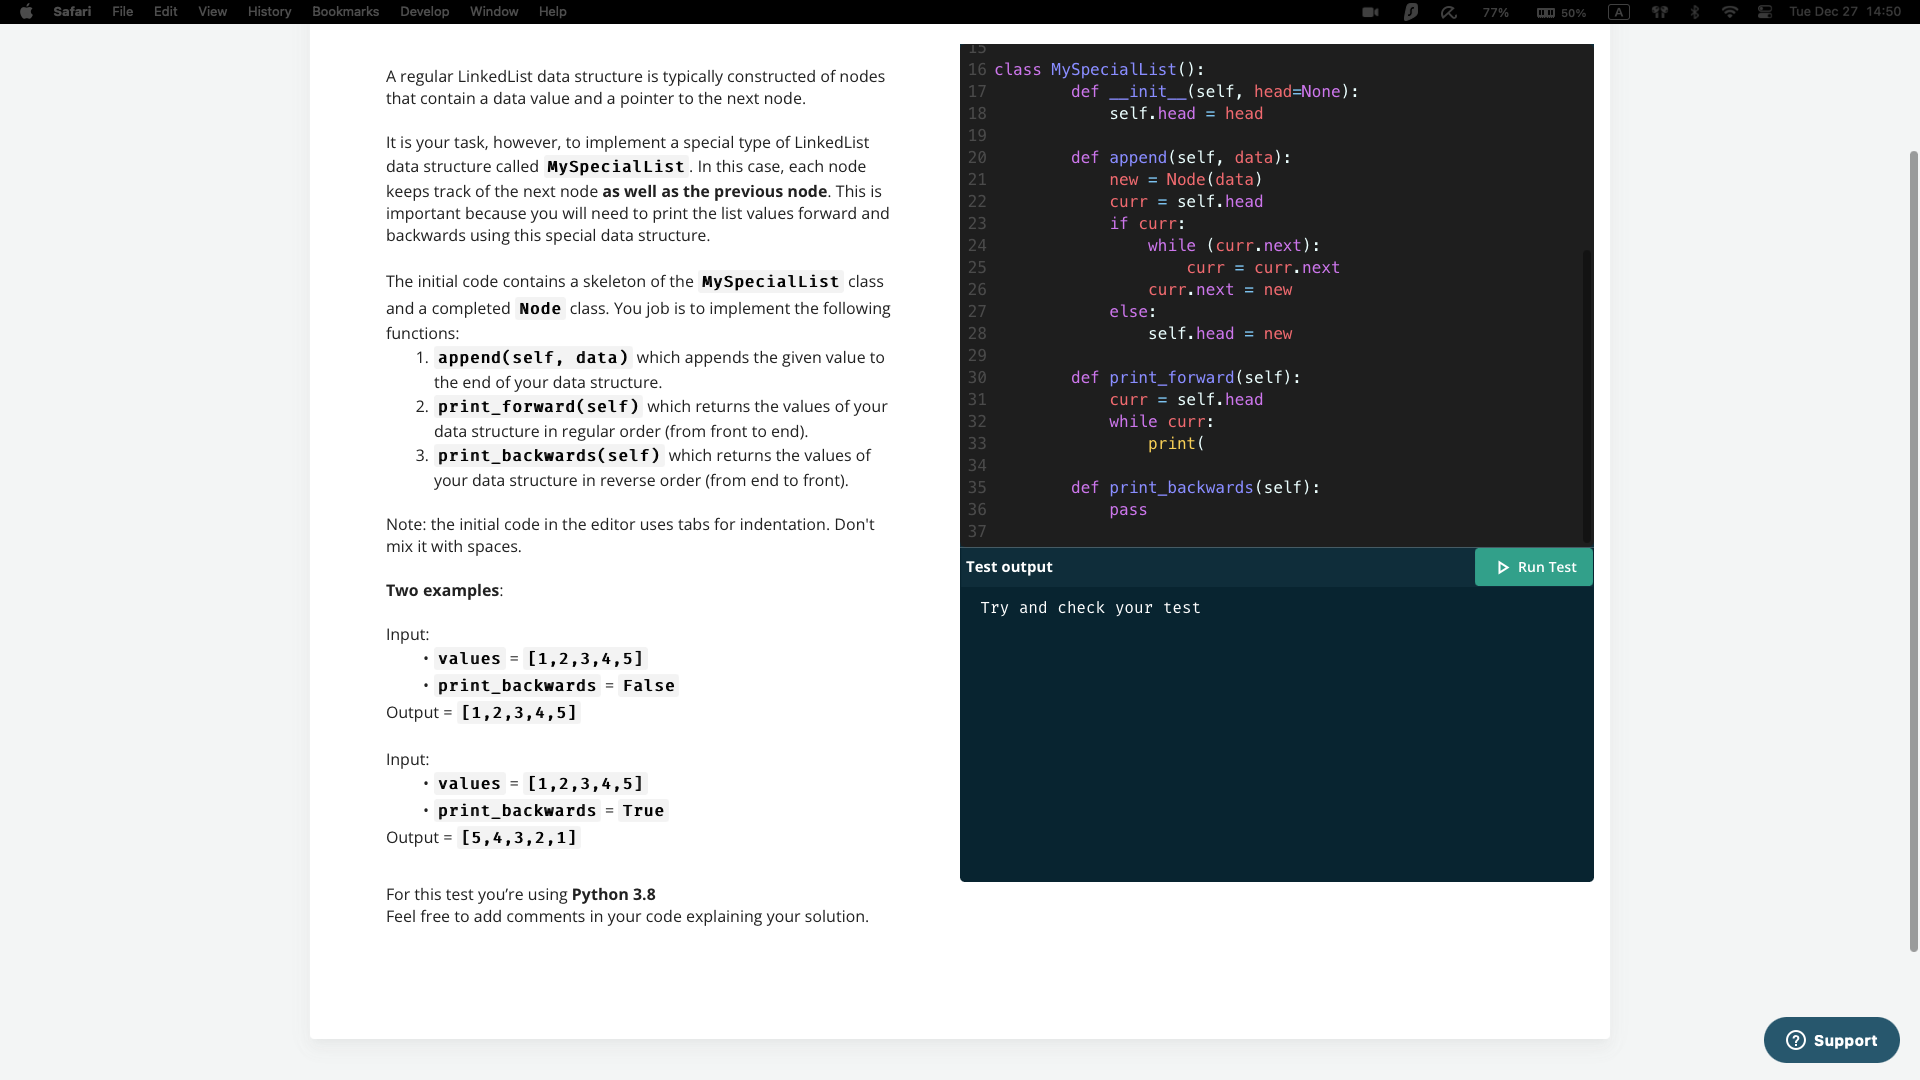 Safari File Edit View History Bookmarks Develop Window Help 77% 50% A Tue Dec 27 14:50
A regular LinkedList data structure is typically constructed of nodes
that contain a data value and a pointer to the next node.
It is your task, however, to implement a special type of LinkedList
data structure called MySpecialList. In this case, each node
keeps track of the next node as well as the previous node. This is
important because you will need to print the list values forward and
backwards using this special data structure.
The initial code contains a skeleton of the MySpecialList class
and a completed Node class. You job is to implement the following
functions:
1. append(self, data) which appends the given value to
the end of your data structure.
2. print_forward(self) which returns the values of your
data structure in regular order (from front to end).
3. print_backwards(self) which returns the values of
your data structure in reverse order (from end to front).
Note: the initial code in the editor uses tabs for indentation. Don't
mix it with spaces.
Two examples:
Input:
• values = [1,2,3,4,5]
• print_backwards = False
Output = [1,2,3,4,5]
Input:
• values = [1,2,3,4,5]
• print_backwards = True
Output = [5,4,3,2,1]
For this test you’re using Python 3.8
Feel free to add comments in your code explaining your solution.
15
16 class MySpecialList():
17 def __init__(self, head=None):
18 self.head = head
19
20 def append(self, data):
21 new = Node(data)
22 curr = self.head
23 if curr:
24 while (curr.next):
25 curr = curr.next
26 curr.next = new
27 else:
28 self.head = new
29
30 def print_forward(self):
31 curr = self.head
32 while curr:
33 print(
34
35 def print_backwards(self):
36 pass
37
Test output
Run Test
Try and check your test
Support